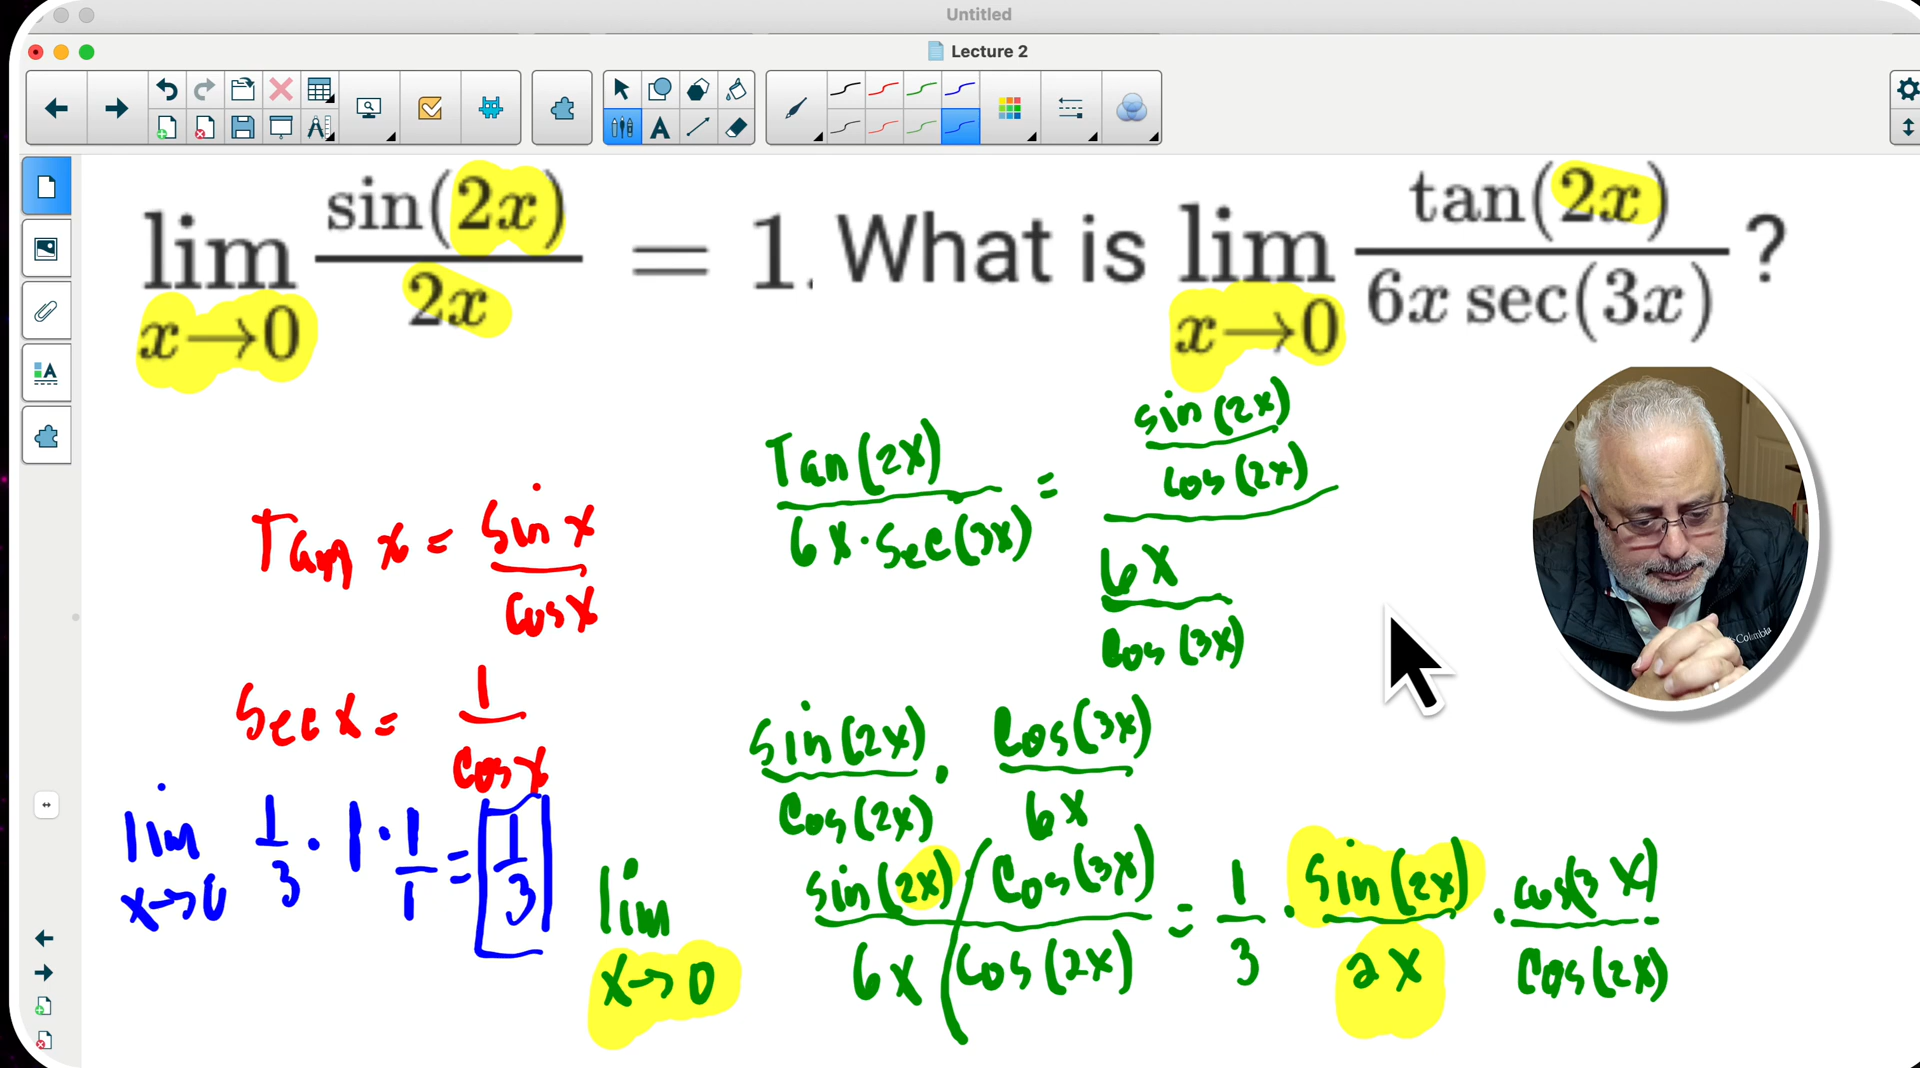 Untitled
Lecture 2
lim x→0 sin(2x) / 2x = 1. What is lim x→0 tan(2x) / 6x sec(3x) ?
Tan x = sin x / cos x
Sec x = 1 / cos x
Tan(2x) / 6x · sec(3x) = sin(2x) / cos(2x) / 6x / cos(3x)
sin(2x) / cos(2x) · cos(3x) / 6x
lim x→0 sin(2x) · cos(3x) / 6x cos(2x) = 1/3 · sin(2x) / 2x · cos(3x) / cos(2x)
lim x→0 1/3 · 1 · 1/1 = 1/3
Columbia